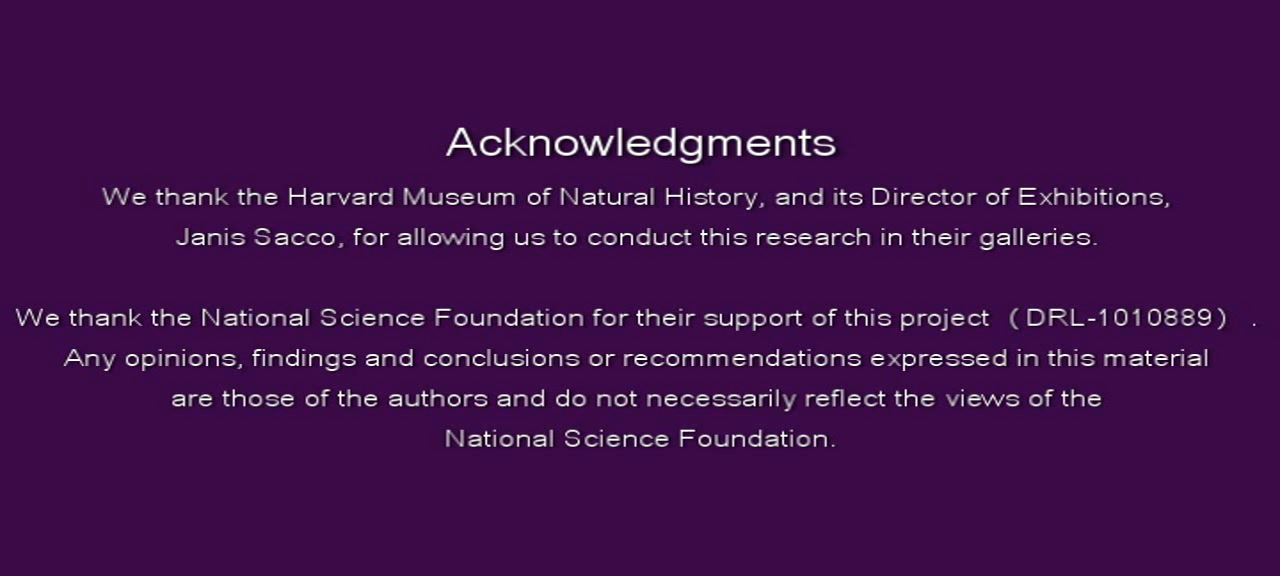 Acknowledgments
We thank the Harvard Museum of Natural History, and its Director of Exhibitions,
Janis Sacco, for allowing us to conduct this research in their galleries.
We thank the National Science Foundation for their support of this project (DRL-1010889) .
Any opinions, findings and conclusions or recommendations expressed in this material
are those of the authors and do not necessarily reflect the views of the
National Science Foundation.